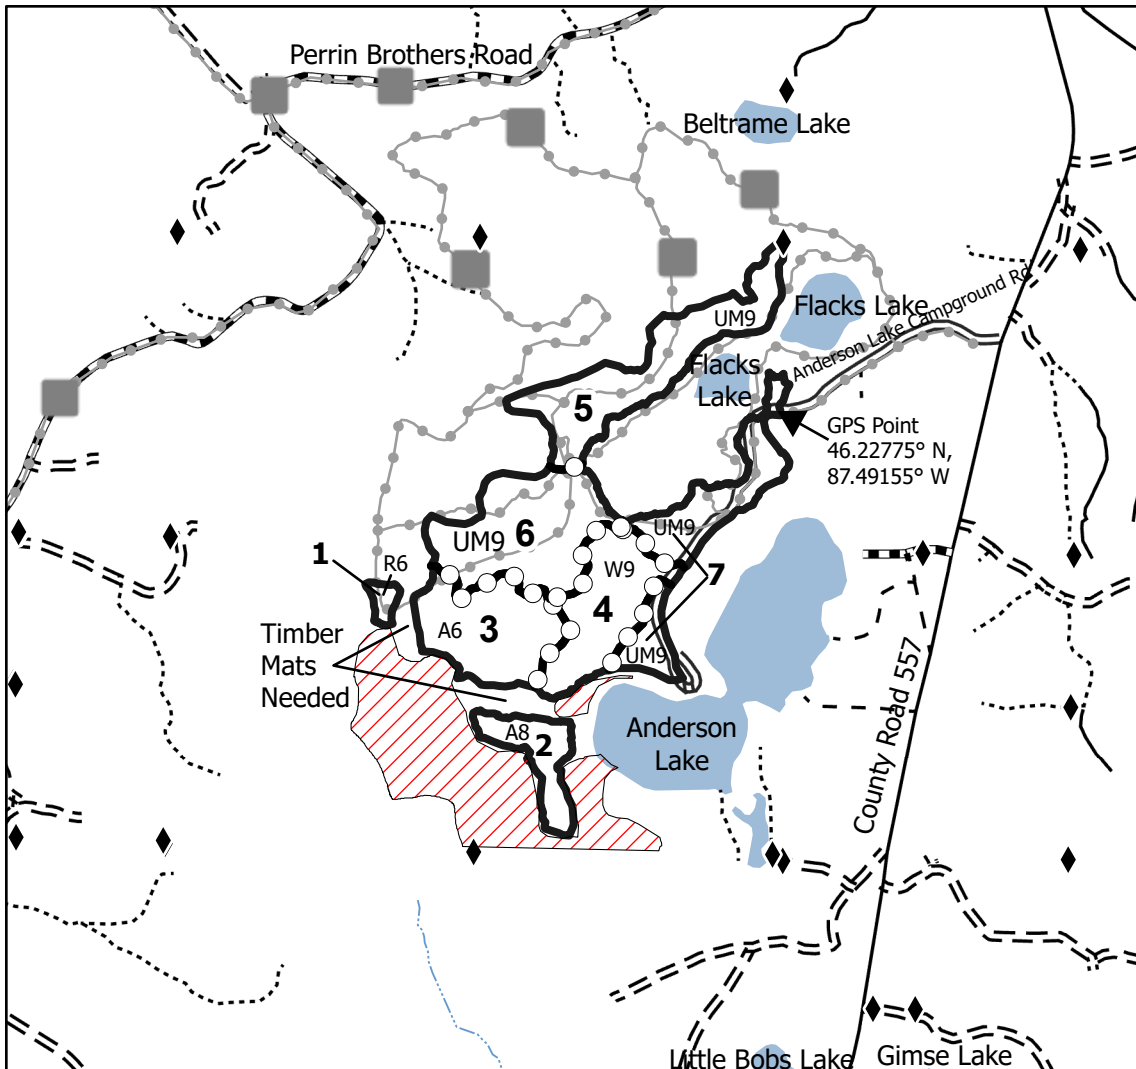 Perrin Brothers Road
Beltrame Lake
Flacks Lake
Anderson Lake Campground Rd
UM9
Flacks
Lake
5
GPS Point
46.22775° N,
87.49155° W
UM9
6
UM9
1
R6
W9
7
4
A6
3
Timber
Mats
Needed
UM9
A8
2
Anderson
Lake
County Road 557
Little Bobs Lake
Gimse Lake